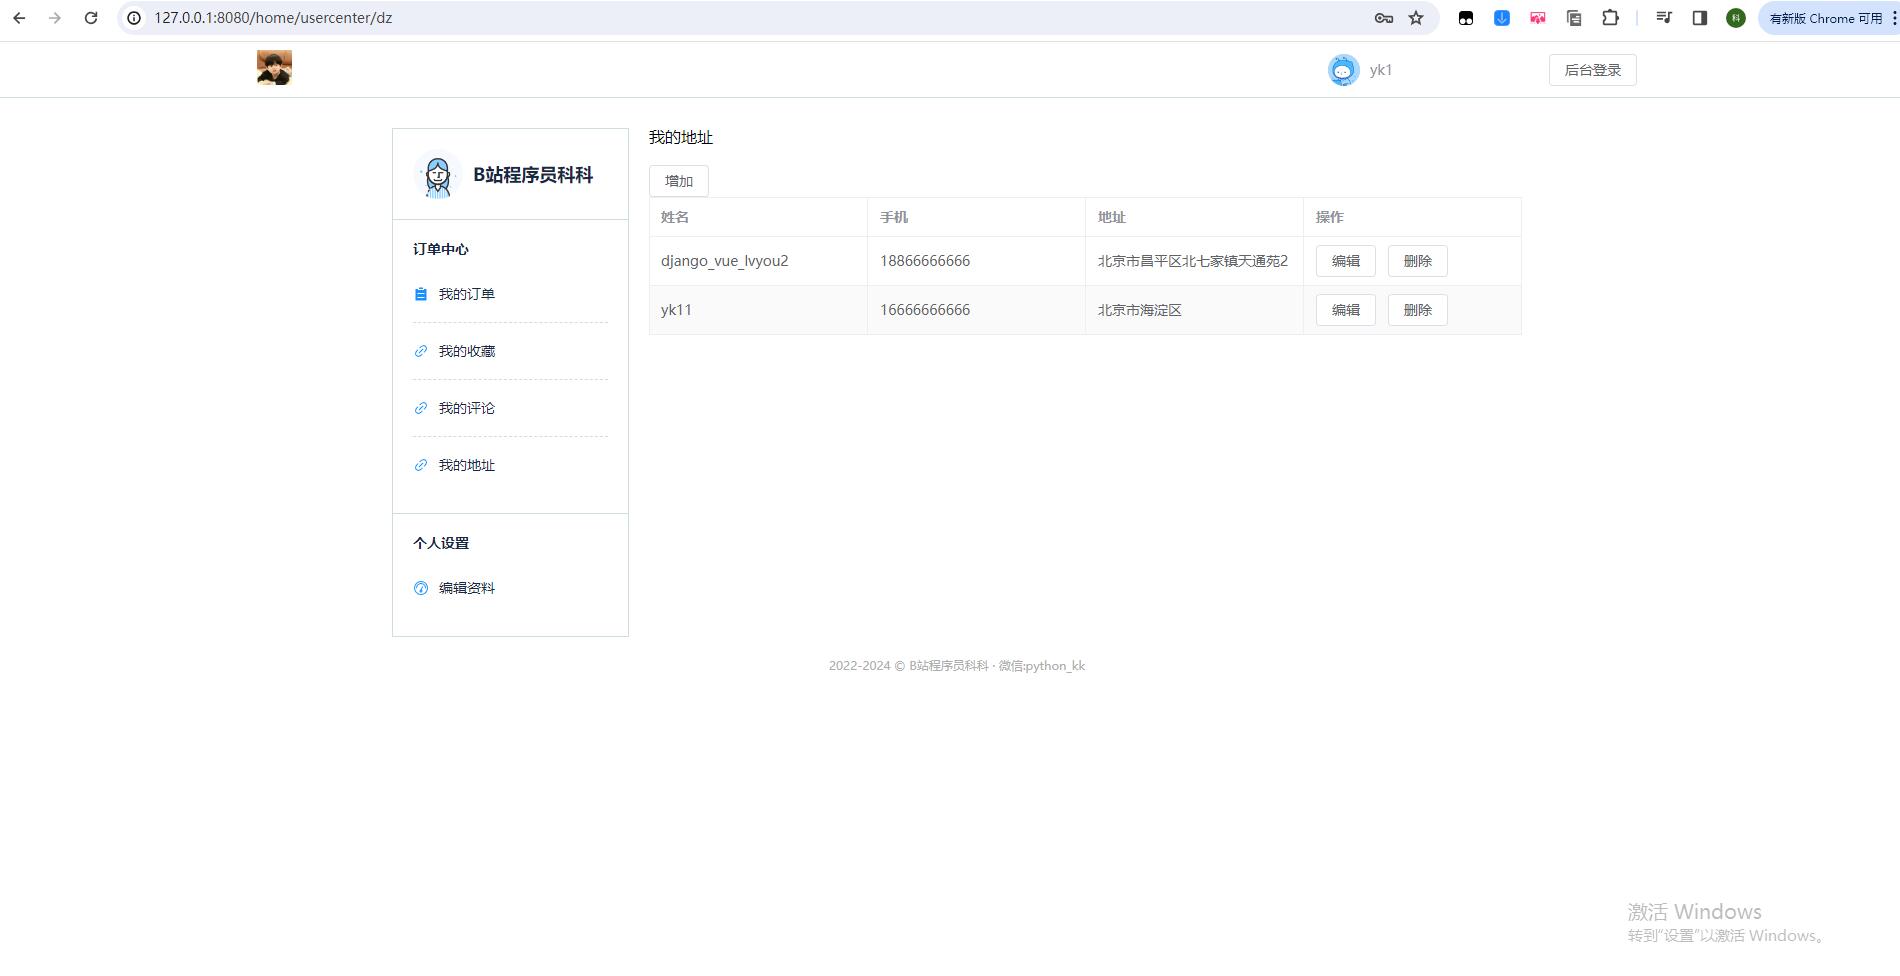 127.0.0.1:8080/home/usercenter/dz
科
有新版 Chrome 可用
yk1
后台登录
B站程序员科科
订单中心
我的订单
我的收藏
我的评论
我的地址
个人设置
编辑资料
我的地址
增加
姓名 手机 地址 操作
django_vue_lvyou2 18866666666 北京市昌平区北七家镇天通苑2 编辑 删除
yk11 16666666666 北京市海淀区 编辑 删除
2022-2024 © B站程序员科科 · 微信:python_kk
激活 Windows
转到“设置”以激活 Windows。